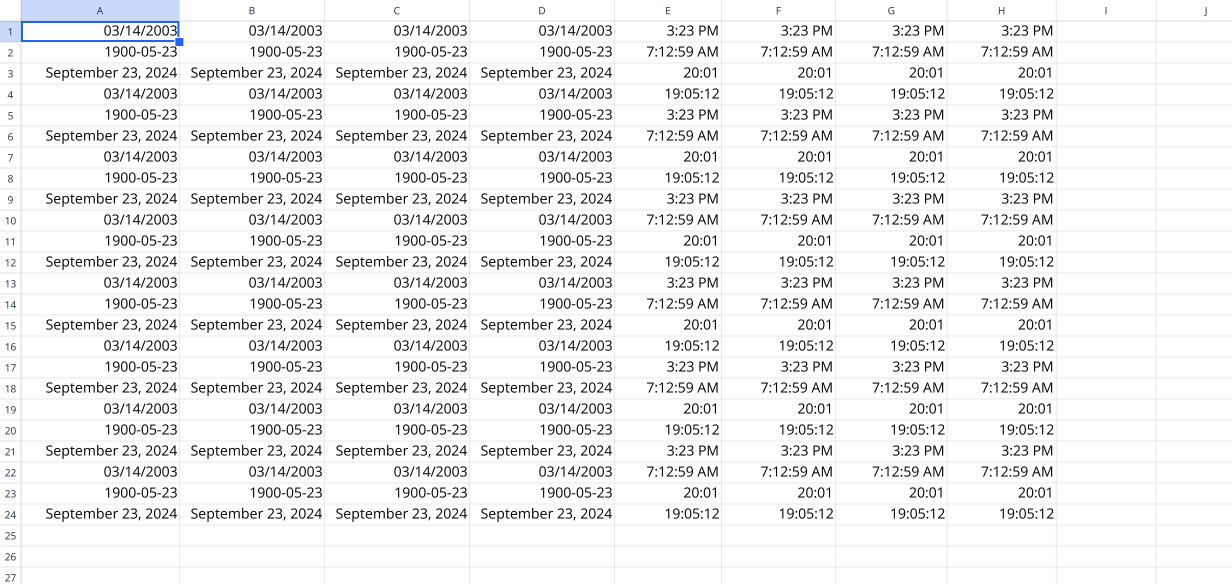 A B C D E F G H I J
1 03/14/2003 03/14/2003 03/14/2003 03/14/2003 3:23 PM 3:23 PM 3:23 PM 3:23 PM
2 1900-05-23 1900-05-23 1900-05-23 1900-05-23 7:12:59 AM 7:12:59 AM 7:12:59 AM 7:12:59 AM
3 September 23, 2024 September 23, 2024 September 23, 2024 September 23, 2024 20:01 20:01 20:01 20:01
4 03/14/2003 03/14/2003 03/14/2003 03/14/2003 19:05:12 19:05:12 19:05:12 19:05:12
5 1900-05-23 1900-05-23 1900-05-23 1900-05-23 3:23 PM 3:23 PM 3:23 PM 3:23 PM
6 September 23, 2024 September 23, 2024 September 23, 2024 September 23, 2024 7:12:59 AM 7:12:59 AM 7:12:59 AM 7:12:59 AM
7 03/14/2003 03/14/2003 03/14/2003 03/14/2003 20:01 20:01 20:01 20:01
8 1900-05-23 1900-05-23 1900-05-23 1900-05-23 19:05:12 19:05:12 19:05:12 19:05:12
9 September 23, 2024 September 23, 2024 September 23, 2024 September 23, 2024 3:23 PM 3:23 PM 3:23 PM 3:23 PM
10 03/14/2003 03/14/2003 03/14/2003 03/14/2003 7:12:59 AM 7:12:59 AM 7:12:59 AM 7:12:59 AM
11 1900-05-23 1900-05-23 1900-05-23 1900-05-23 20:01 20:01 20:01 20:01
12 September 23, 2024 September 23, 2024 September 23, 2024 September 23, 2024 19:05:12 19:05:12 19:05:12 19:05:12
13 03/14/2003 03/14/2003 03/14/2003 03/14/2003 3:23 PM 3:23 PM 3:23 PM 3:23 PM
14 1900-05-23 1900-05-23 1900-05-23 1900-05-23 7:12:59 AM 7:12:59 AM 7:12:59 AM 7:12:59 AM
15 September 23, 2024 September 23, 2024 September 23, 2024 September 23, 2024 20:01 20:01 20:01 20:01
16 03/14/2003 03/14/2003 03/14/2003 03/14/2003 19:05:12 19:05:12 19:05:12 19:05:12
17 1900-05-23 1900-05-23 1900-05-23 1900-05-23 3:23 PM 3:23 PM 3:23 PM 3:23 PM
18 September 23, 2024 September 23, 2024 September 23, 2024 September 23, 2024 7:12:59 AM 7:12:59 AM 7:12:59 AM 7:12:59 AM
19 03/14/2003 03/14/2003 03/14/2003 03/14/2003 20:01 20:01 20:01 20:01
20 1900-05-23 1900-05-23 1900-05-23 1900-05-23 19:05:12 19:05:12 19:05:12 19:05:12
21 September 23, 2024 September 23, 2024 September 23, 2024 September 23, 2024 3:23 PM 3:23 PM 3:23 PM 3:23 PM
22 03/14/2003 03/14/2003 03/14/2003 03/14/2003 7:12:59 AM 7:12:59 AM 7:12:59 AM 7:12:59 AM
23 1900-05-23 1900-05-23 1900-05-23 1900-05-23 20:01 20:01 20:01 20:01
24 September 23, 2024 September 23, 2024 September 23, 2024 September 23, 2024 19:05:12 19:05:12 19:05:12 19:05:12
25
26
27